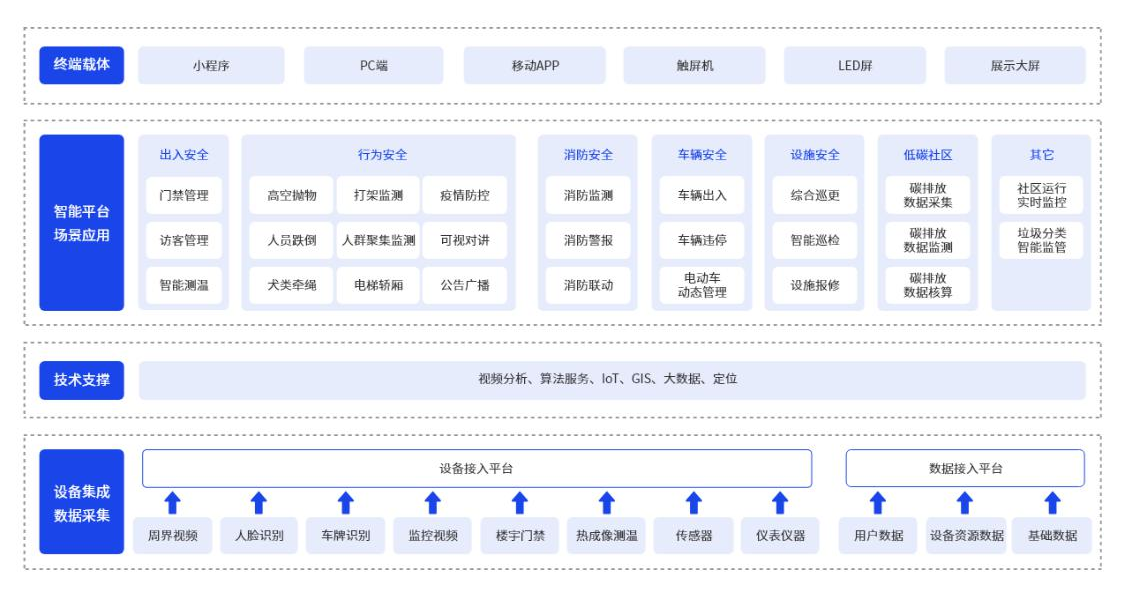 终端载体
小程序
PC端
移动APP
触屏机
LED屏
展示大屏
智能平台
场景应用
出入安全
门禁管理
访客管理
智能测温
行为安全
高空抛物
打架监测
疫情防控
人员跌倒
人群聚集监测
可视对讲
犬类牵绳
电梯轿厢
公告广播
消防安全
消防监测
消防警报
消防联动
车辆安全
车辆出入
车辆违停
电动车
动态管理
设施安全
综合巡更
智能巡检
设施报修
低碳社区
碳排放
数据采集
碳排放
数据监测
碳排放
数据核算
其它
社区运行
实时监控
垃圾分类
智能监管
技术支撑
视频分析、算法服务、IoT、GIS、大数据、定位
设备集成
数据采集
设备接入平台
周界视频
人脸识别
车牌识别
监控视频
楼宇门禁
热成像测温
传感器
仪表仪器
数据接入平台
用户数据
设备资源数据
基础数据